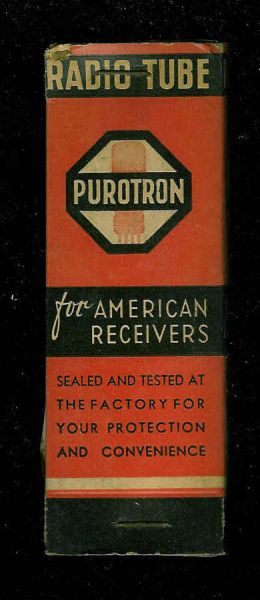 RADIO TUBE
PUROTRON
for AMERICAN
RECEIVERS
SEALED AND TESTED AT
THE FACTORY FOR
YOUR PROTECTION
AND CONVENIENCE